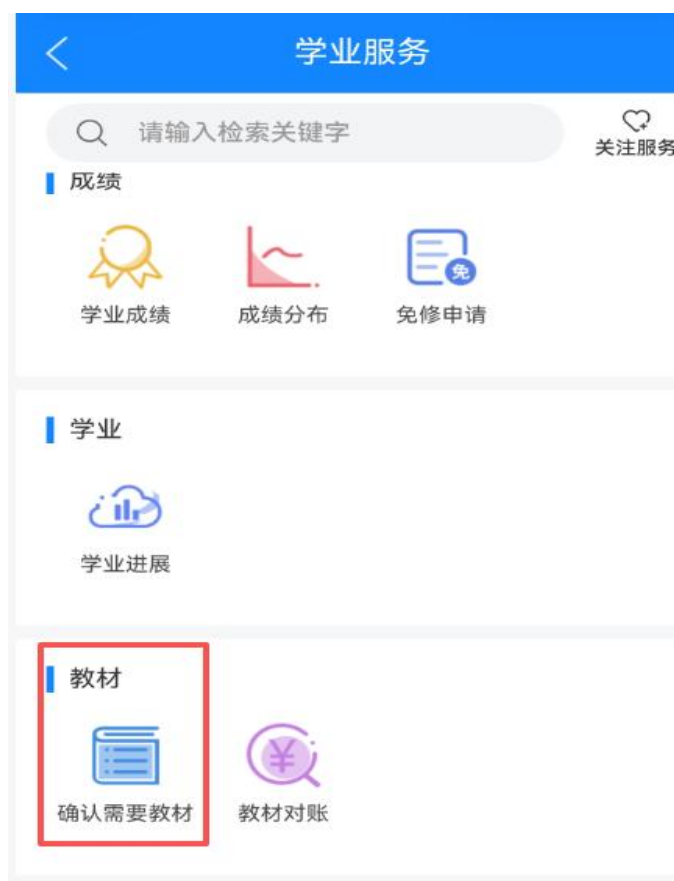 学业服务
请输入检索关键字
关注服务
成绩
免
学业成绩 成绩分布 免修申请
学业
学业进展
教材
¥
确认需要教材 教材对账